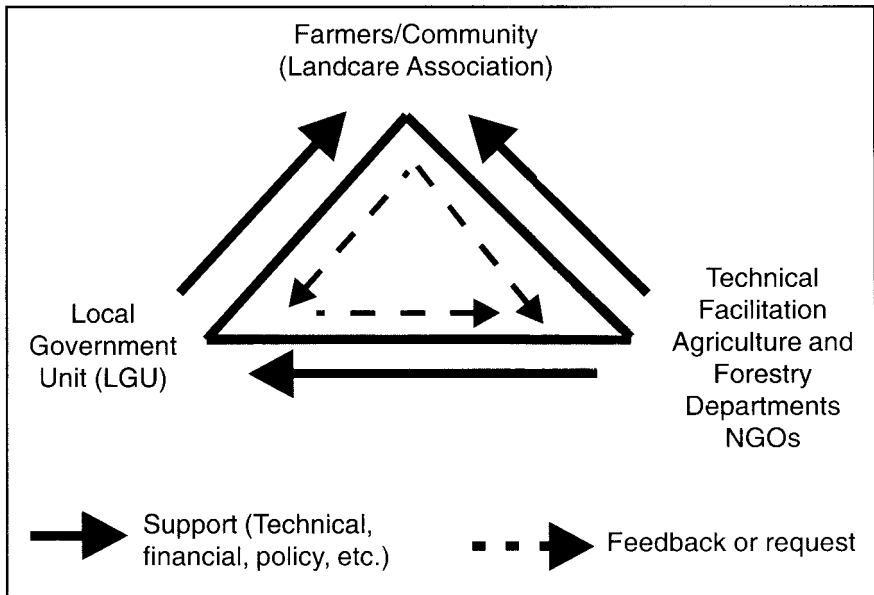 Farmers/Community
(Landcare Association)
Local
Government
Unit (LGU)
Technical
Facilitation
Agriculture and
Forestry
Departments
NGOs
Support (Technical,
financial, policy, etc.)
Feedback or request